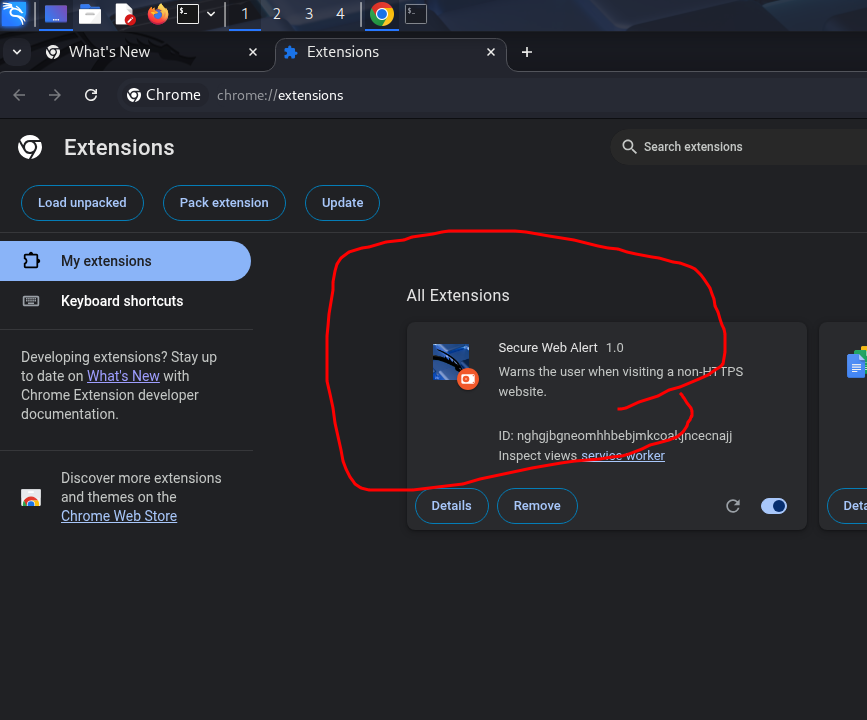 1 2 3 4
What's New
Extensions
Chrome chrome://extensions
Extensions
Search extensions
Load unpacked
Pack extension
Update
My extensions
Keyboard shortcuts
Developing extensions? Stay up
to date on What's New with
Chrome Extension developer
documentation.
Discover more extensions
and themes on the
Chrome Web Store
All Extensions
Secure Web Alert 1.0
Warns the user when visiting a non-HTTPS
website.
ID: nghgjbgneomhhbebjmkcoakjncecnajj
Inspect views service worker
Details
Remove
Deta